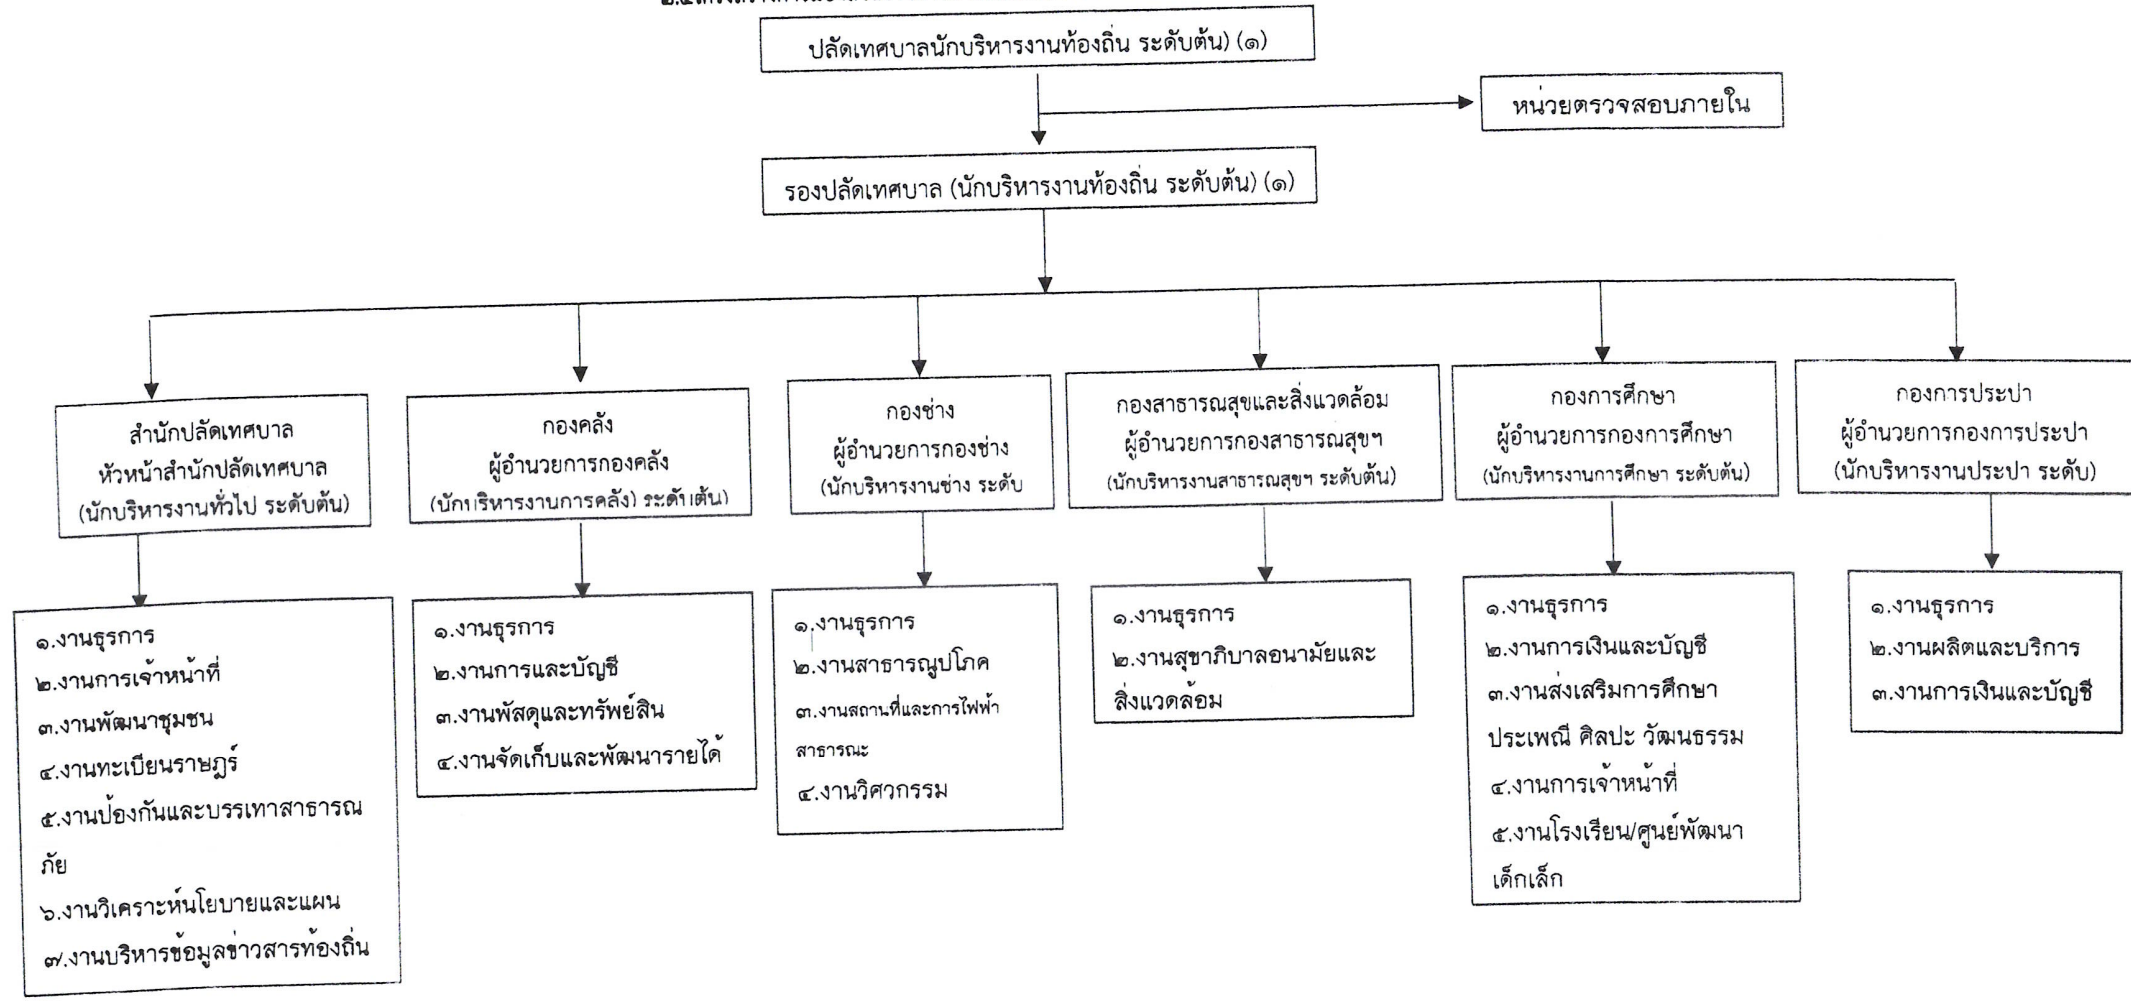 ปลัดเทศบาลนักบริหารงานท้องถิ่น ระดับต้น) (๑)
หน่วยตรวจสอบภายใน
รองปลัดเทศบาล (นักบริหารงานท้องถิ่น ระดับต้น) (๑)
สำนักปลัดเทศบาล
หัวหน้าสำนักปลัดเทศบาล
(นักบริหารงานทั่วไป ระดับต้น)
กองคลัง
ผู้อำนวยการกองคลัง
(นักบริหารงานการคลัง) ระดับต้น)
กองช่าง
ผู้อำนวยการกองช่าง
(นักบริหารงานช่าง ระดับ
กองสาธารณสุขและสิ่งแวดล้อม
ผู้อำนวยการกองสาธารณสุขฯ
(นักบริหารงานสาธารณสุขฯ ระดับต้น)
กองการศึกษา
ผู้อำนวยการกองการศึกษา
(นักบริหารงานการศึกษา ระดับต้น)
กองการประปา
ผู้อำนวยการกองการประปา
(นักบริหารงานประปา ระดับ)
๑.งานธุรการ
๒.งานการเจ้าหน้าที่
๓.งานพัฒนาชุมชน
๔.งานทะเบียนราษฎร์
๕.งานป้องกันและบรรเทาสาธารณ
ภัย
๖.งานวิเคราะห์นโยบายและแผน
๗.งานบริหารข้อมูลข่าวสารท้องถิ่น
๑.งานธุรการ
๒.งานการและบัญชี
๓.งานพัสดุและทรัพย์สิน
๔.งานจัดเก็บและพัฒนารายได้
๑.งานธุรการ
๒.งานสาธารณูปโภค
๓.งานสถานที่และการไฟฟ้า
สาธารณะ
๔.งานวิศวกรรม
๑.งานธุรการ
๒.งานสุขาภิบาลอนามัยและ
สิ่งแวดล้อม
๑.งานธุรการ
๒.งานการเงินและบัญชี
๓.งานส่งเสริมการศึกษา
ประเพณี ศิลปะ วัฒนธรรม
๔.งานการเจ้าหน้าที่
๕.งานโรงเรียน/ศูนย์พัฒนา
เด็กเล็ก
๑.งานธุรการ
๒.งานผลิตและบริการ
๓.งานการเงินและบัญชี